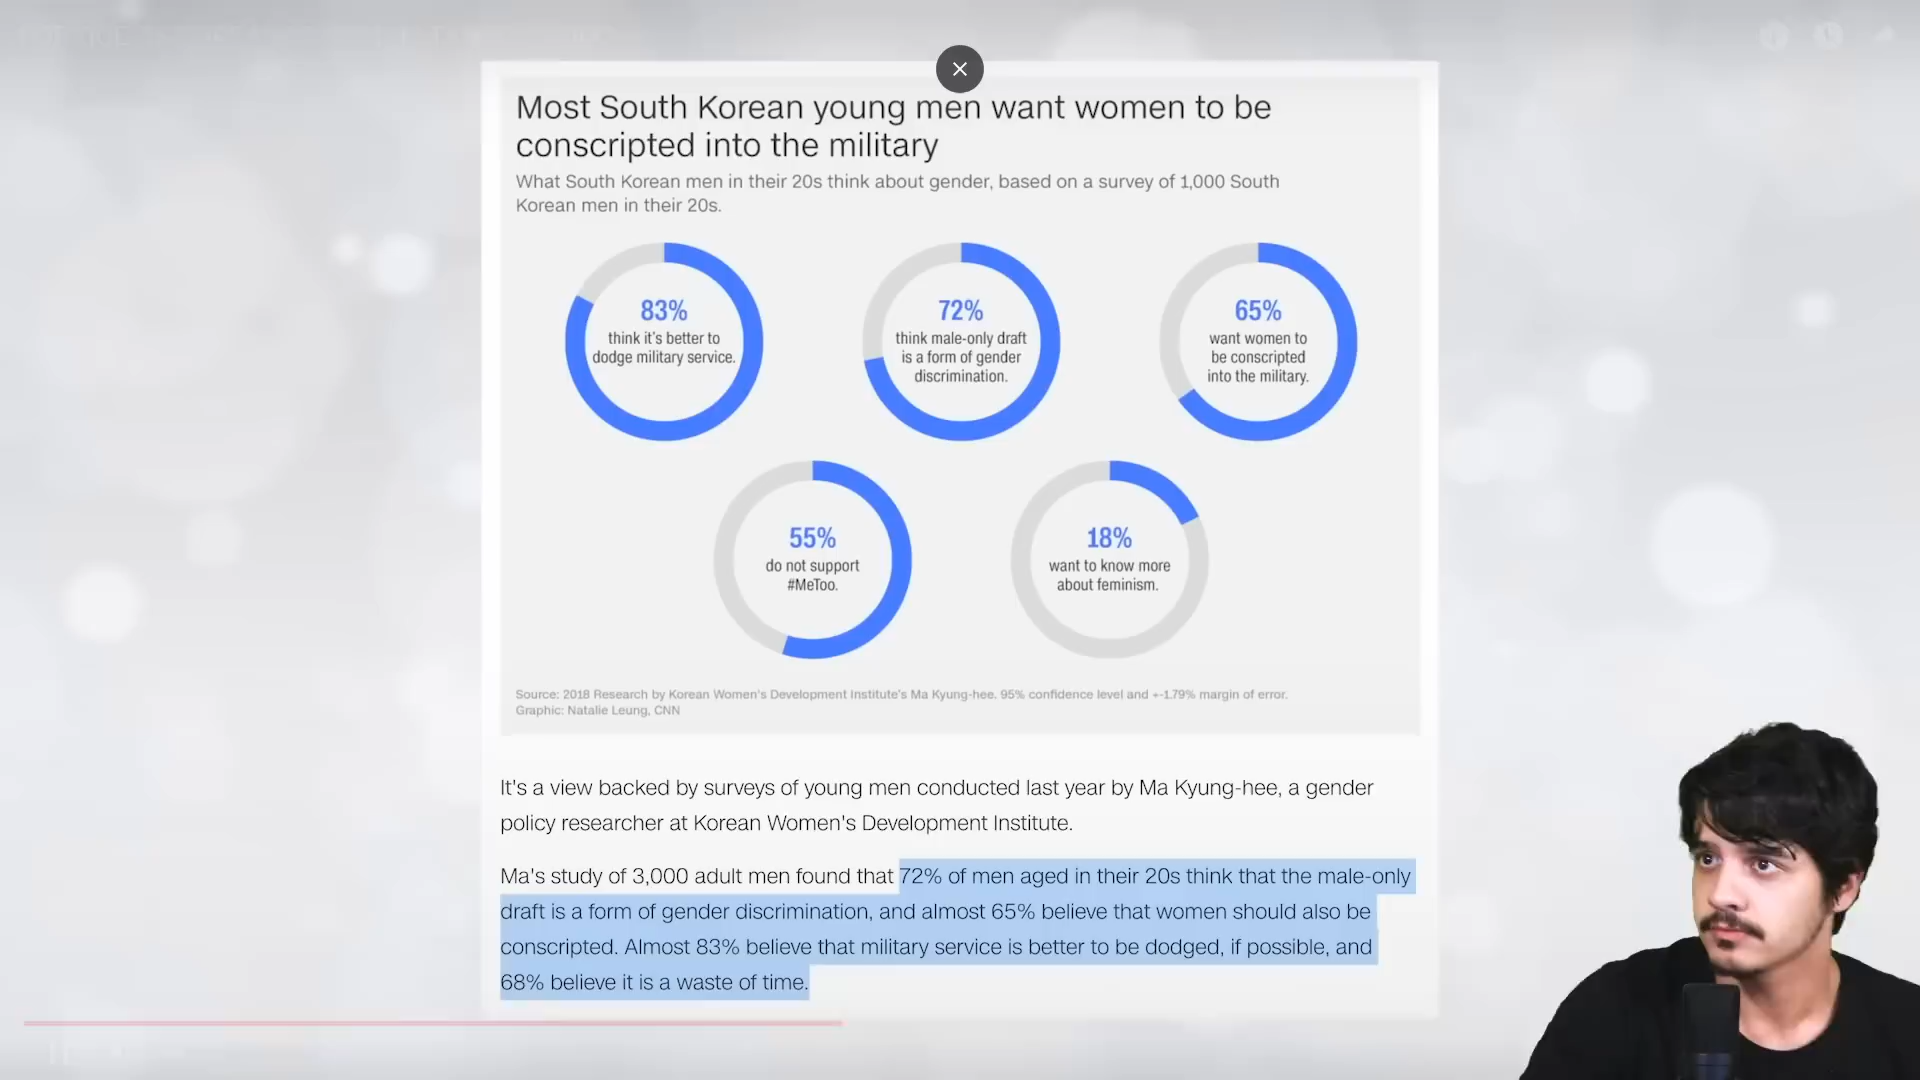 Most South Korean young men want women to be
conscripted into the military
What South Korean men in their 20s think about gender, based on a survey of 1,000 South
Korean men in their 20s.
83%
think it's better to
dodge military service.
72%
think male-only draft
is a form of gender
discrimination.
65%
want women to
be conscripted
into the military.
55%
do not support
#MeToo.
18%
want to know more
about feminism.
Source: 2018 Research by Korean Women's Development Institute's Ma Kyung-hee. 95% confidence level and +-1.79% margin of error.
Graphic: Natalie Leung, CNN
It's a view backed by surveys of young men conducted last year by Ma Kyung-hee, a gender
policy researcher at Korean Women's Development Institute.
Ma's study of 3,000 adult men found that 72% of men aged in their 20s think that the male-only
draft is a form of gender discrimination, and almost 65% believe that women should also be
conscripted. Almost 83% believe that military service is better to be dodged, if possible, and
68% believe it is a waste of time.